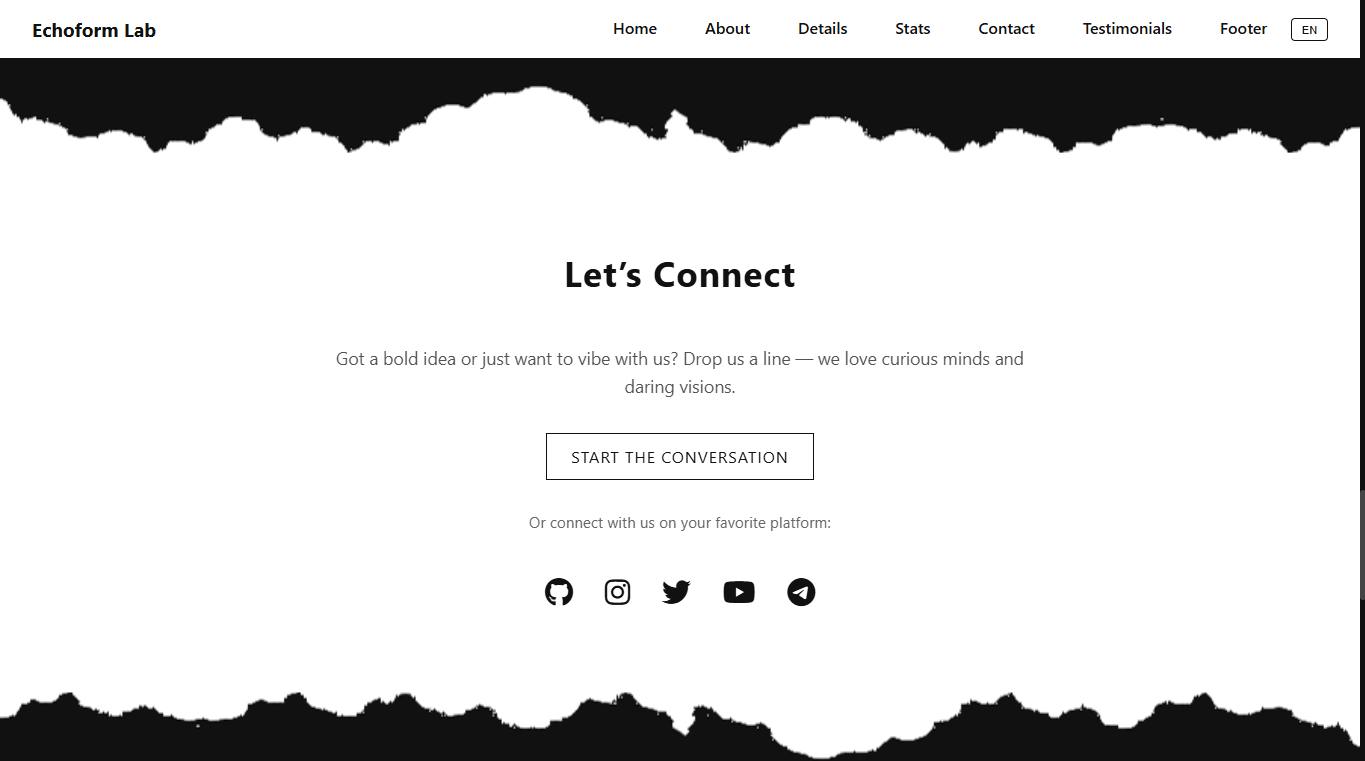 Echoform Lab
Home About Details Stats Contact Testimonials Footer EN
Let’s Connect
Got a bold idea or just want to vibe with us? Drop us a line — we love curious minds and
daring visions.
START THE CONVERSATION
Or connect with us on your favorite platform: